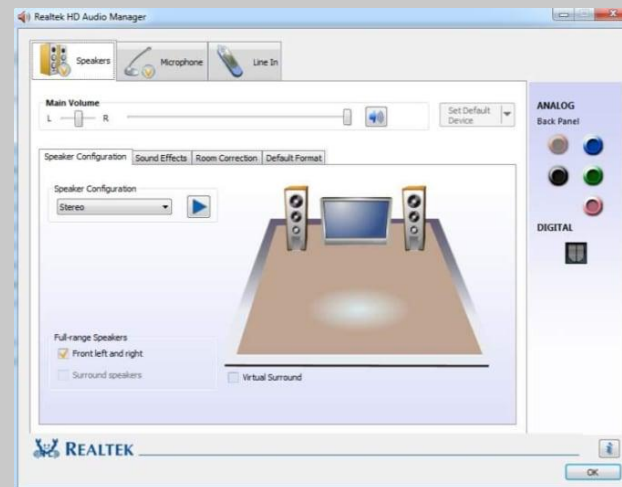 Realtek HD Audio Manager
Speakers
Microphone
Line In
Main Volume
L
R
Set Default
Device
Speaker Configuration
Sound Effects
Room Correction
Default Format
Speaker Configuration
Stereo
Full-range Speakers
Front left and right
Surround speakers
Virtual Surround
ANALOG
Back Panel
DIGITAL
REALTEK
i
OK